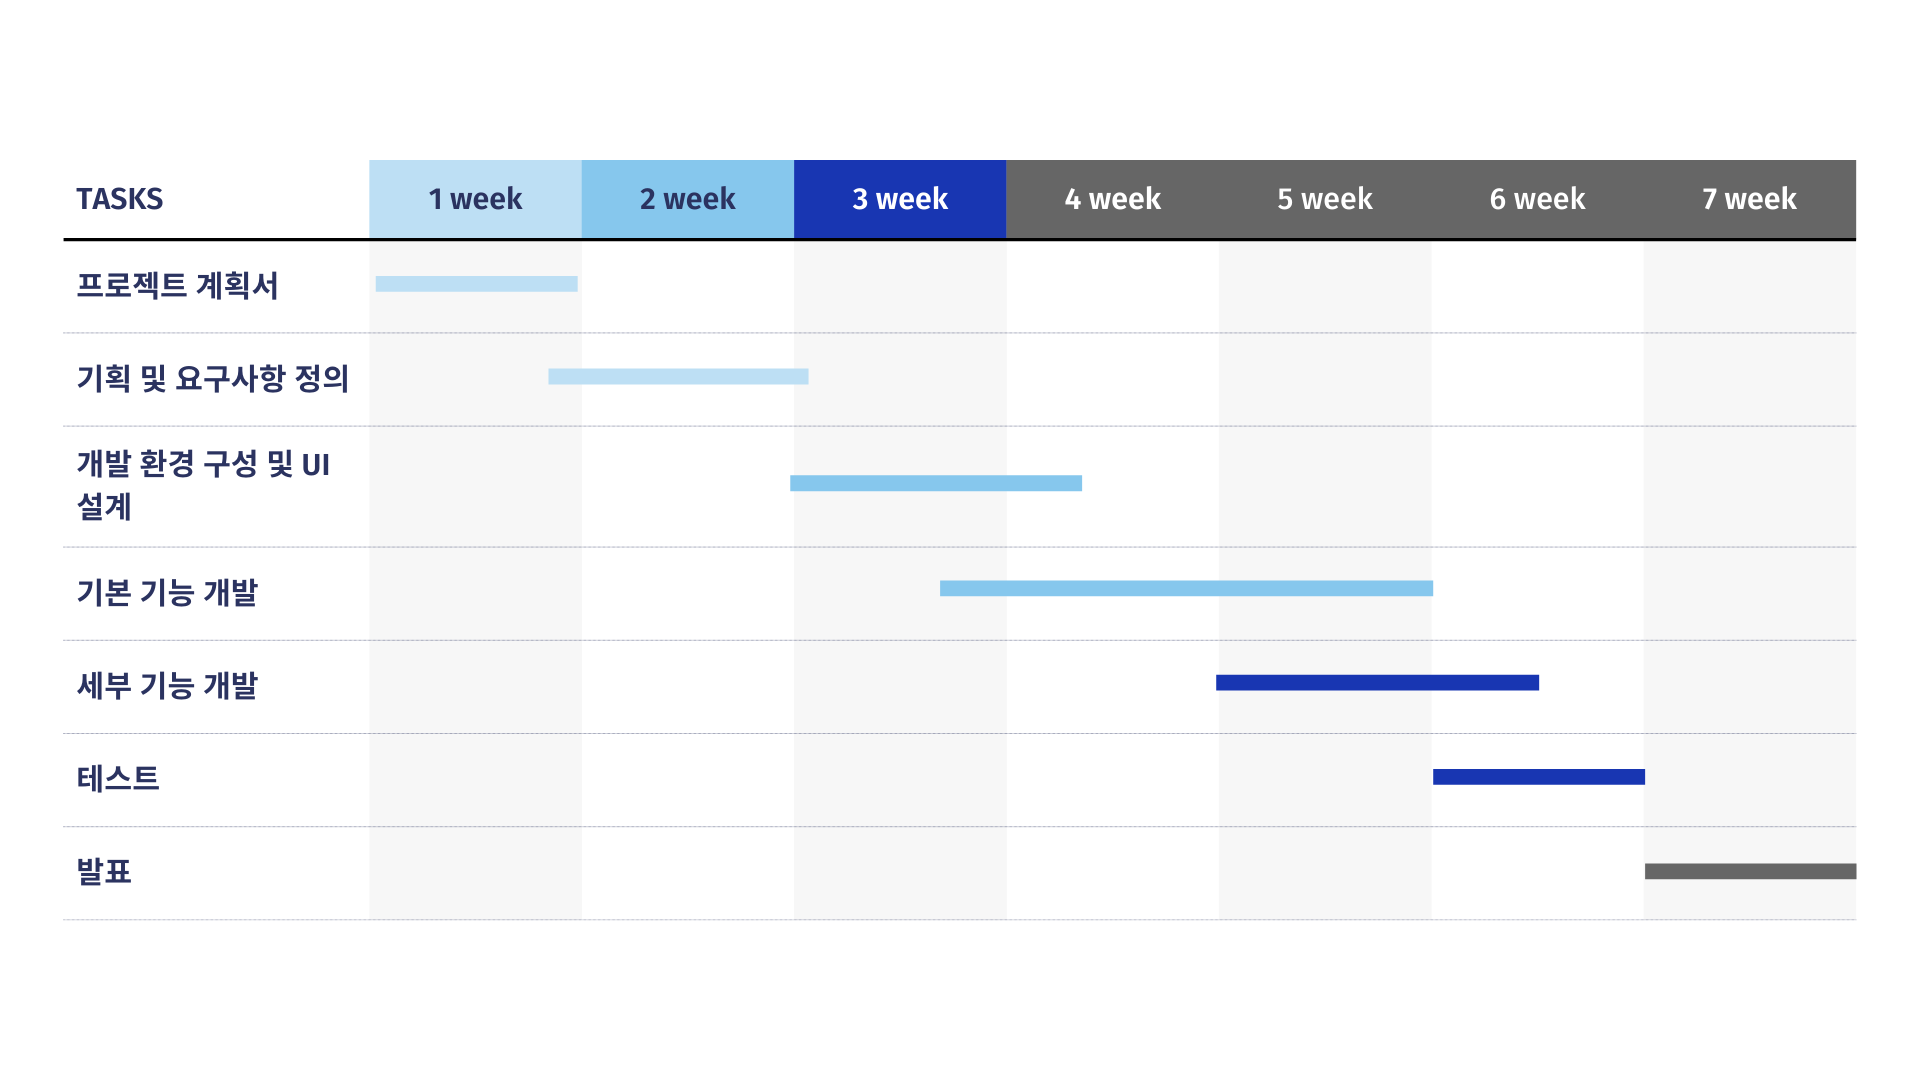 TASKS 1 week 2 week 3 week 4 week 5 week 6 week 7 week
프로젝트 계획서
기획 및 요구사항 정의
개발 환경 구성 및 UI
설계
기본 기능 개발
세부 기능 개발
테스트
발표